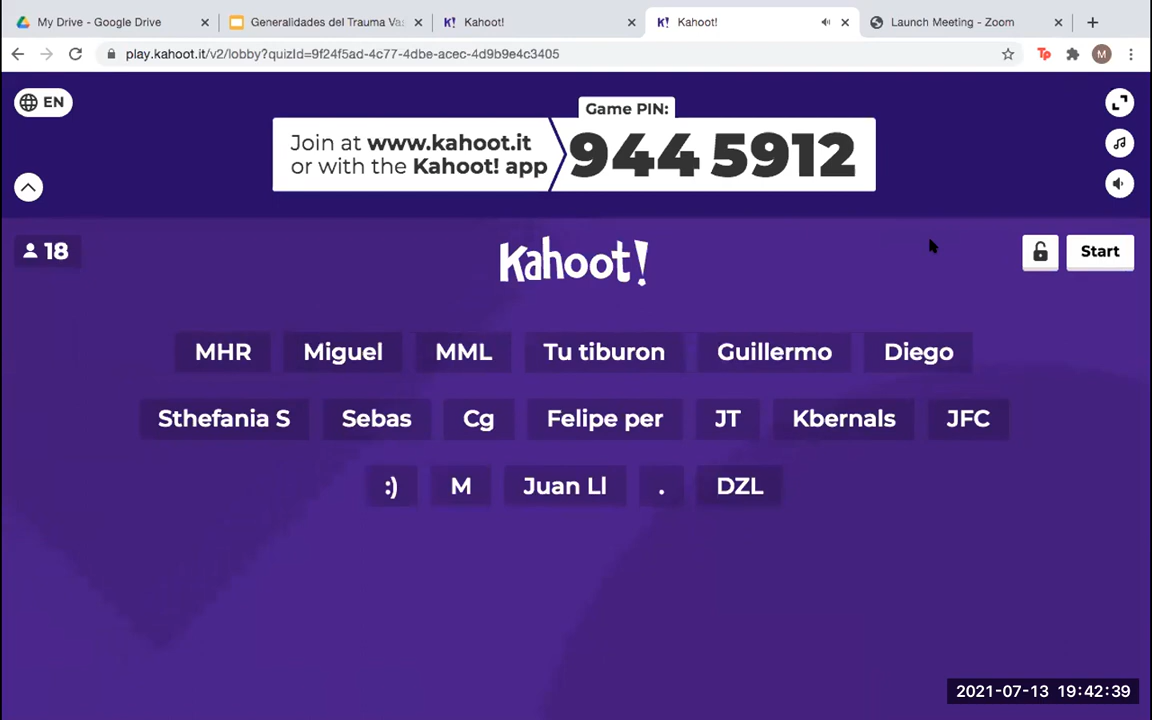 My Drive - Google Drive
Generalidades del Trauma Va
K! Kahoot!
K! Kahoot!
Launch Meeting - Zoom
play.kahoot.it/v2/lobby?quizId=9f24f5ad-4c77-4dbe-acec-4d9b9e4c3405
Tp
M
EN
Game PIN:
Join at www.kahoot.it
or with the Kahoot! app
944 5912
18
Kahoot!
Start
MHR Miguel MML Tu tiburon Guillermo Diego
Sthefania S Sebas Cg Felipe per JT Kbernals JFC
:) M Juan Ll . DZL
2021-07-13 19:42:39